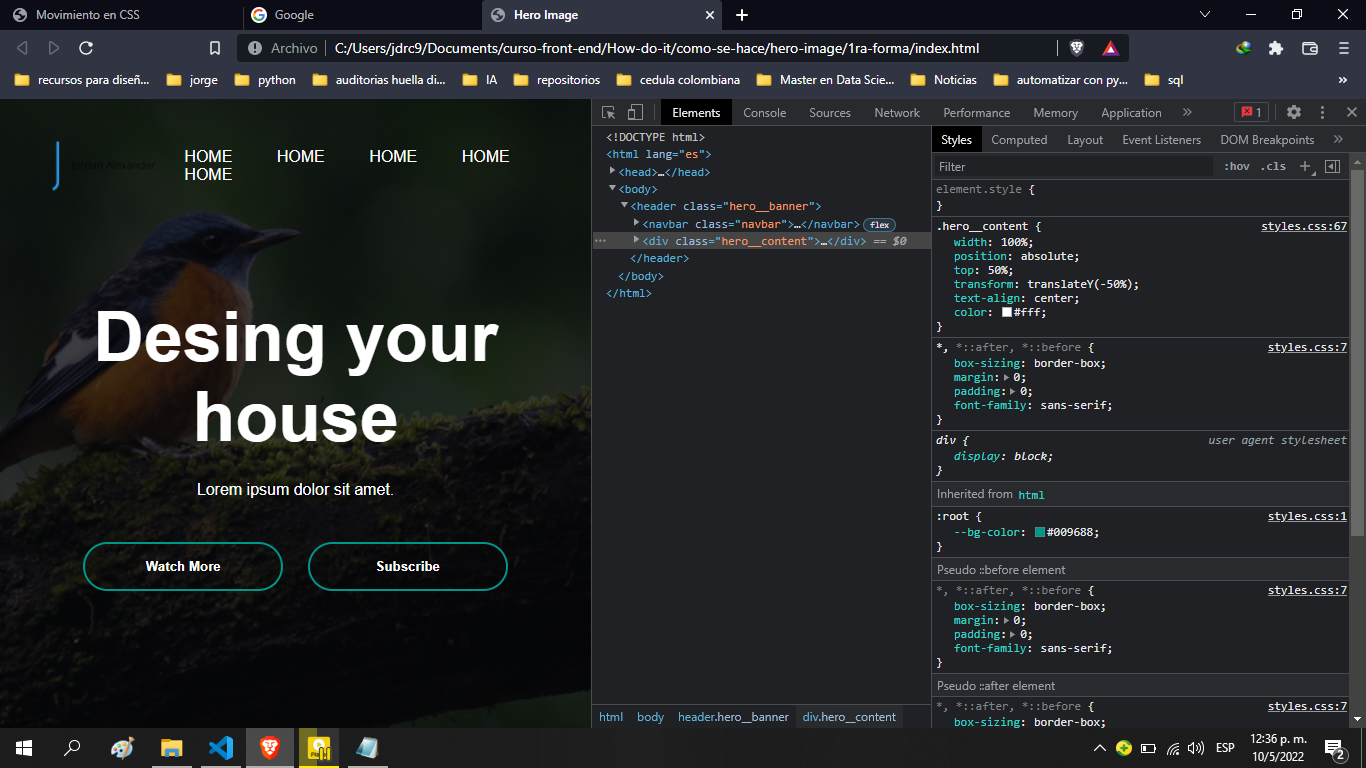 Movimiento en CSS
Google
Hero Image
Archivo
C:/Users/jdrc9/Documents/curso-front-end/How-do-it/como-se-hace/hero-image/1ra-forma/index.html
recursos para diseñ...
jorge
python
auditorias huella di...
IA
repositorios
cedula colombiana
Master en Data Scie...
Noticias
automatizar con py...
sql
»
Jordan Alexander
HOME HOME HOME HOME
HOME
Desing your
house
Lorem ipsum dolor sit amet.
Watch More
Subscribe
Elements Console Sources Network Performance Memory Application » 1
<!DOCTYPE html>
<html lang="es">
<head>…</head>
<body>
<header class="hero__banner">
<navbar class="navbar">…</navbar> flex
<div class="hero__content">…</div> == $0
</header>
</body>
</html>
html body header.hero__banner div.hero__content
Styles Computed Layout Event Listeners DOM Breakpoints »
Filter :hov .cls +
element.style {
}
.hero__content { styles.css:67
width: 100%;
position: absolute;
top: 50%;
transform: translateY(-50%);
text-align: center;
color: #fff;
}
*, *::after, *::before { styles.css:7
box-sizing: border-box;
margin: 0;
padding: 0;
font-family: sans-serif;
}
div { user agent stylesheet
display: block;
}
Inherited from html
:root { styles.css:1
--bg-color: #009688;
}
Pseudo ::before element
*, *::after, *::before { styles.css:7
box-sizing: border-box;
margin: 0;
padding: 0;
font-family: sans-serif;
}
Pseudo ::after element
*, *::after, *::before { styles.css:7
box-sizing: border-box;
ESP
12:36 p. m.
10/5/2022
2